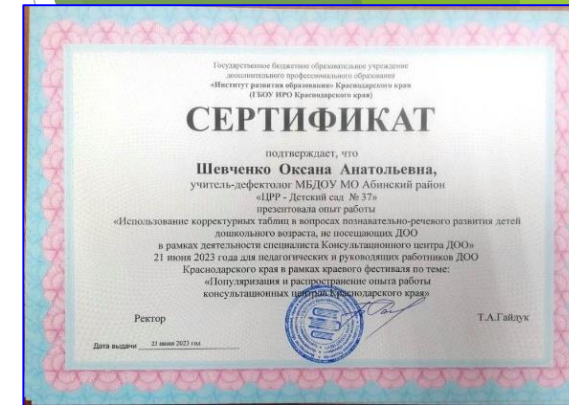 Государственное бюджетное образовательное учреждение
дополнительного профессионального образования
«Институт развития образования» Краснодарского края
(ГБОУ ИРО Краснодарского края)
СЕРТИФИКАТ
подтверждает, что
Шевченко Оксана Анатольевна,
учитель-дефектолог МБДОУ МО Абинский район
«ЦРР - Детский сад № 37»
презентовала опыт работы
«Использование корректурных таблиц в вопросах познавательно-речевого развития детей
дошкольного возраста, не посещающих ДОО
в рамках деятельности специалиста Консультационного центра ДОО»
21 июня 2023 года для педагогических и руководящих работников ДОО
Краснодарского края в рамках краевого фестиваля по теме:
«Популяризация и распространение опыта работы
консультационных центров Краснодарского края»
Ректор Т.А.Гайдук
Дата выдачи 21 июня 2023 год